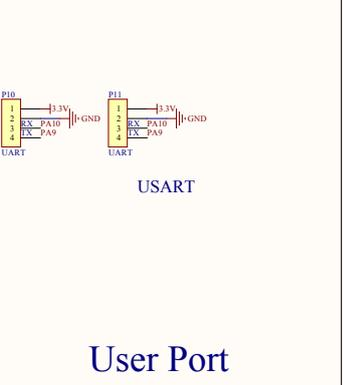 P10 P11
1 3.3V 1 3.3V
2 GND 2 GND
3 RX PA10 3 RX PA10
4 TX PA9 4 TX PA9
UART UART
USART
User Port